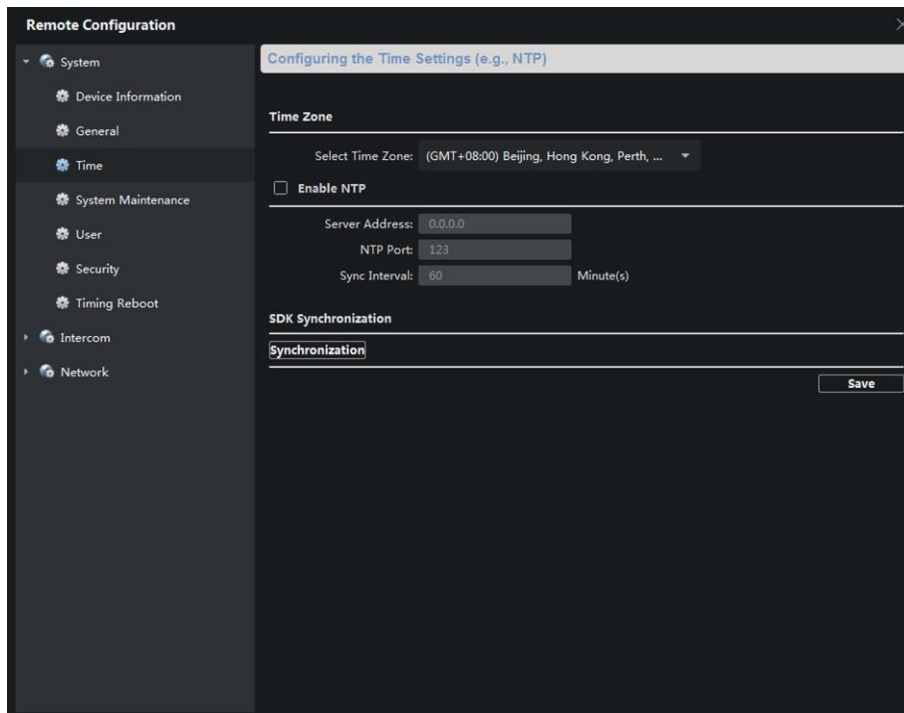 Remote Configuration
System
Device Information
General
Time
System Maintenance
User
Security
Timing Reboot
Intercom
Network
Configuring the Time Settings (e.g., NTP)
Time Zone
Select Time Zone: (GMT+08:00) Beijing, Hong Kong, Perth, ...
Enable NTP
Server Address: 0.0.0.0
NTP Port: 123
Sync Interval: 60 Minute(s)
SDK Synchronization
Synchronization
Save